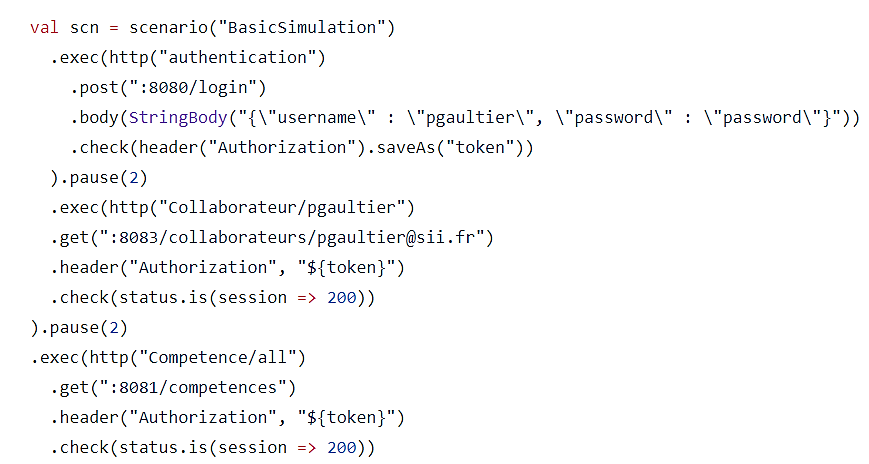 val scn = scenario("BasicSimulation")
  .exec(http("authentication")
    .post(":8080/login")
    .body(StringBody("{\"username\" : \"pgaultier\", \"password\" : \"password\"}"))
    .check(header("Authorization").saveAs("token"))
  ).pause(2)
  .exec(http("Collaborateur/pgaultier")
  .get(":8083/collaborateurs/pgaultier@sii.fr")
  .header("Authorization", "${token}")
  .check(status.is(session => 200))
).pause(2)
.exec(http("Competence/all")
  .get(":8081/competences")
  .header("Authorization", "${token}")
  .check(status.is(session => 200))